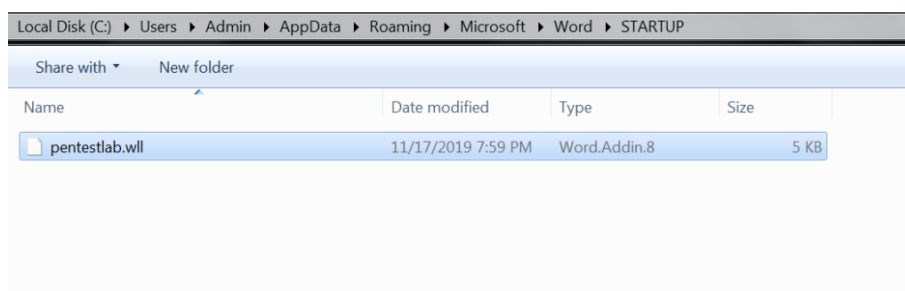 Local Disk (C:) ▸ Users ▸ Admin ▸ AppData ▸ Roaming ▸ Microsoft ▸ Word ▸ STARTUP
Share with New folder
Name Date modified Type Size
pentestlab.wll 11/17/2019 7:59 PM Word.Addin.8 5 KB